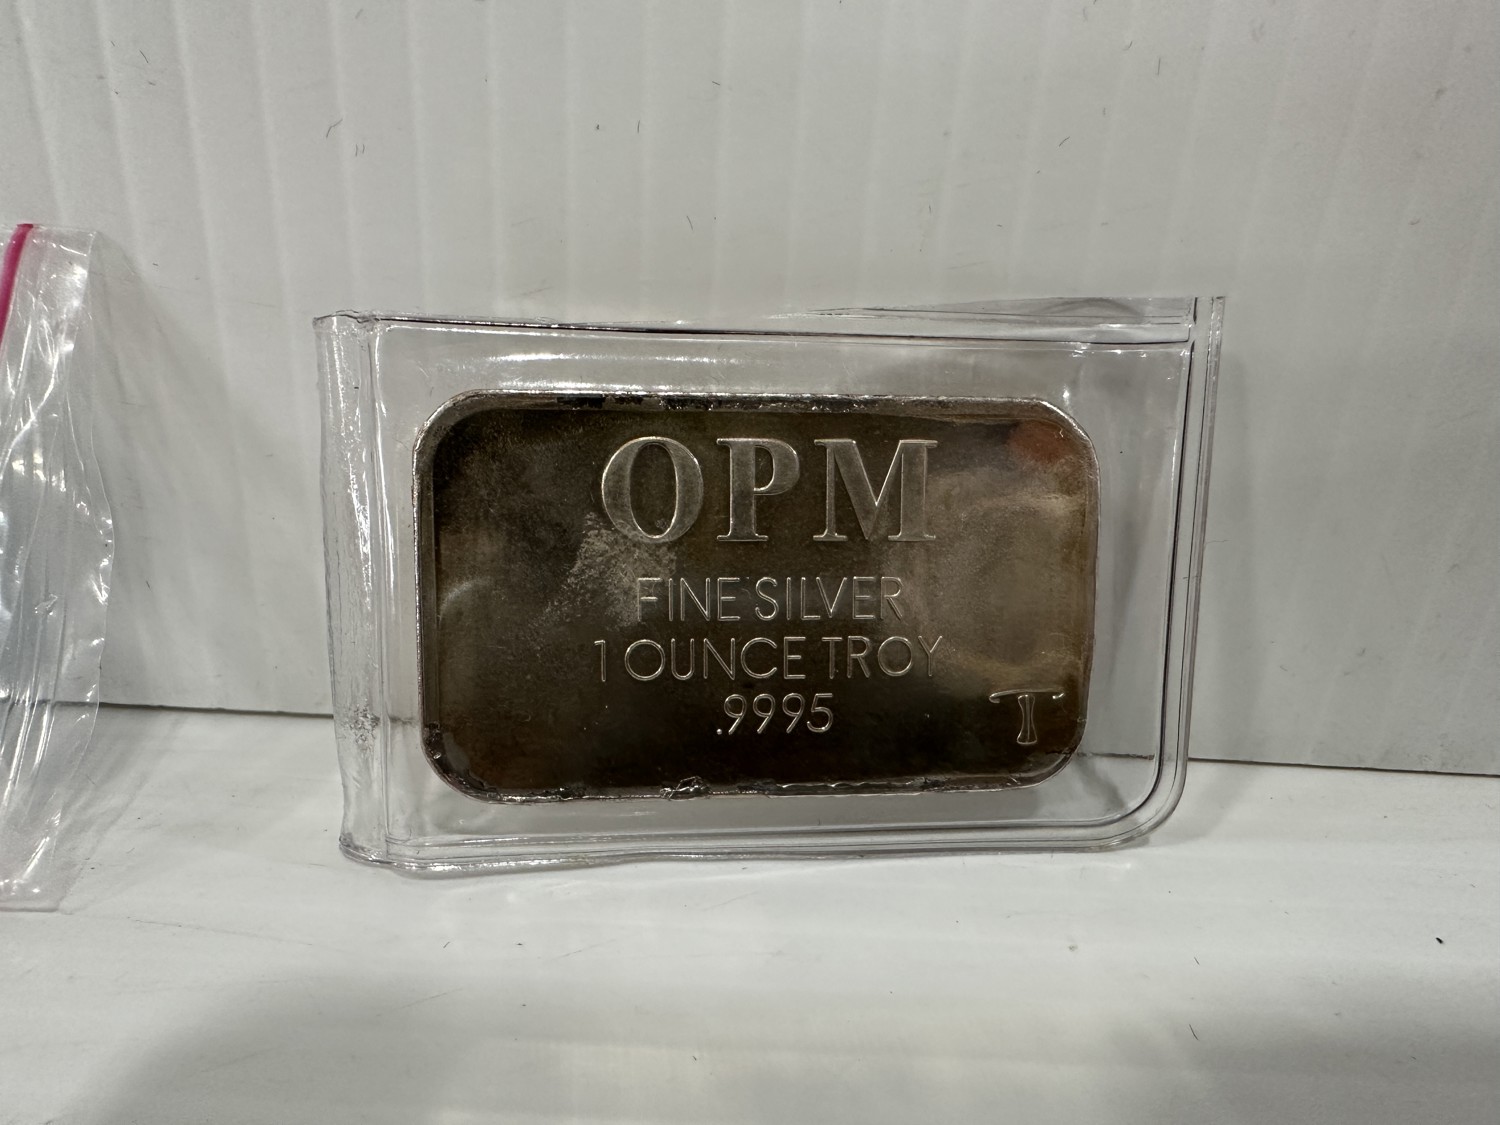 OPM
FINE SILVER
1 OUNCE TROY
.9995
T